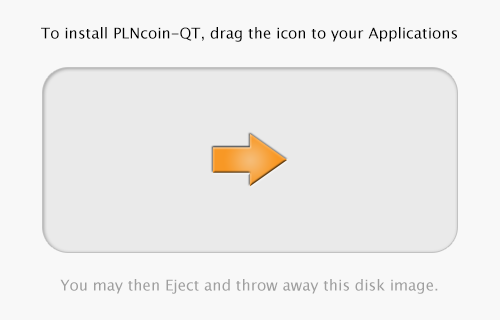 To install PLNcoin-QT, drag the icon to your Applications
You may then Eject and throw away this disk image.